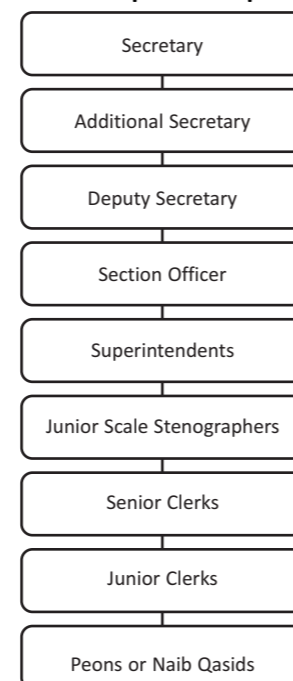 Secretary
Additional Secretary
Deputy Secretary
Section Officer
Superintendents
Junior Scale Stenographers
Senior Clerks
Junior Clerks
Peons or Naib Qasids